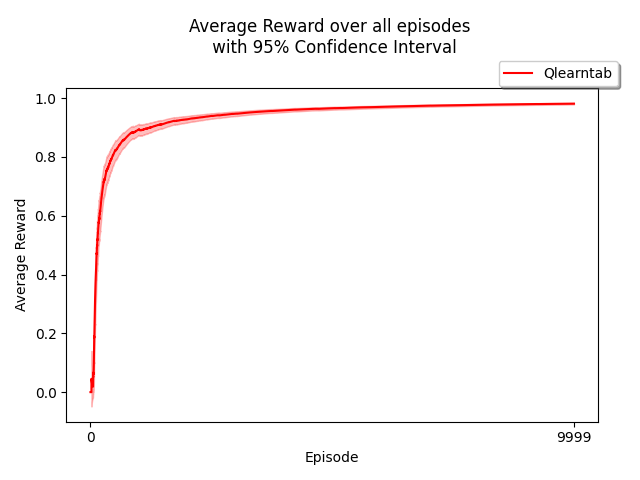 Average Reward over all episodes
with 95% Confidence Interval
Qlearntab
1.0
0.8
0.6
0.4
0.2
0.0
Average Reward
0
9999
Episode